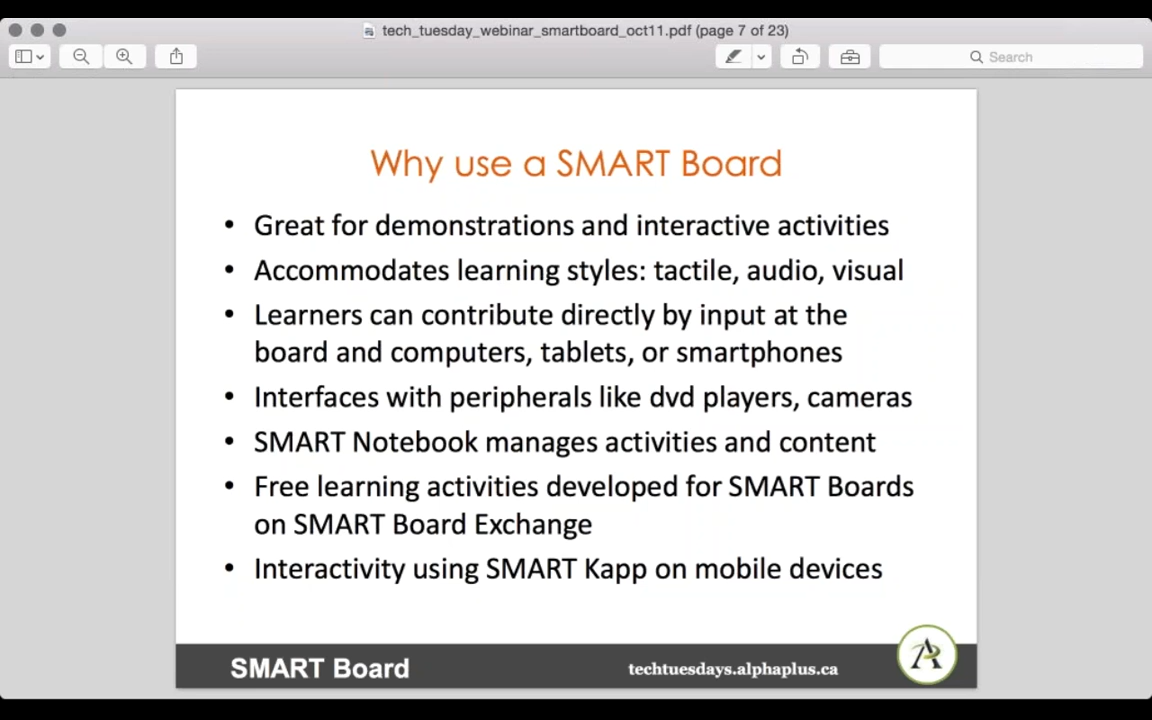 tech_tuesday_webinar_smartboard_oct11.pdf (page 7 of 23)
Search
Why use a SMART Board
• Great for demonstrations and interactive activities
• Accommodates learning styles: tactile, audio, visual
• Learners can contribute directly by input at the
board and computers, tablets, or smartphones
• Interfaces with peripherals like dvd players, cameras
• SMART Notebook manages activities and content
• Free learning activities developed for SMART Boards
on SMART Board Exchange
• Interactivity using SMART Kapp on mobile devices
SMART Board
techtuesdays.alphaplus.ca